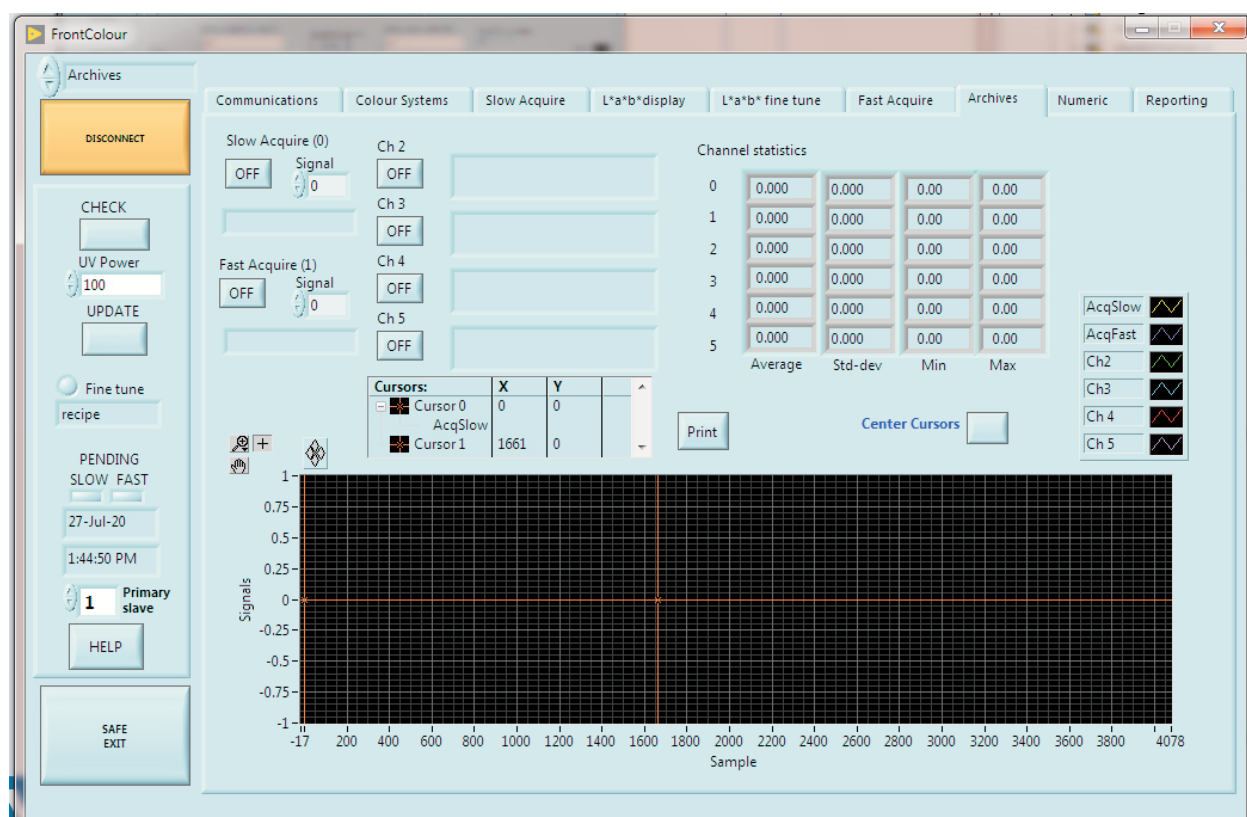 FrontColour
Archives
DISCONNECT
CHECK
UV Power
100
UPDATE
Fine tune
recipe
PENDING
SLOW FAST
27-Jul-20
1:44:50 PM
1 Primary
slave
HELP
SAFE
EXIT
Communications Colour Systems Slow Acquire L*a*b*display L*a*b* fine tune Fast Acquire Archives Numeric Reporting
Slow Acquire (0)
Signal
OFF 0
Fast Acquire (1)
Signal
OFF 0
Ch 2
OFF
Ch 3
OFF
Ch 4
OFF
Ch 5
OFF
Channel statistics
0 0.000 0.000 0.00 0.00
1 0.000 0.000 0.00 0.00
2 0.000 0.000 0.00 0.00
3 0.000 0.000 0.00 0.00
4 0.000 0.000 0.00 0.00
5 0.000 0.000 0.00 0.00
Average Std-dev Min Max
AcqSlow
AcqFast
Ch2
Ch3
Ch 4
Ch 5
Cursors: X Y
Cursor 0 0 0
AcqSlow
Cursor 1 1661 0
Print
Center Cursors
Signals
1
0.75
0.5
0.25
0
-0.25
-0.5
-0.75
-1
-17 200 400 600 800 1000 1200 1400 1600 1800 2000 2200 2400 2600 2800 3000 3200 3400 3600 3800 4078
Sample